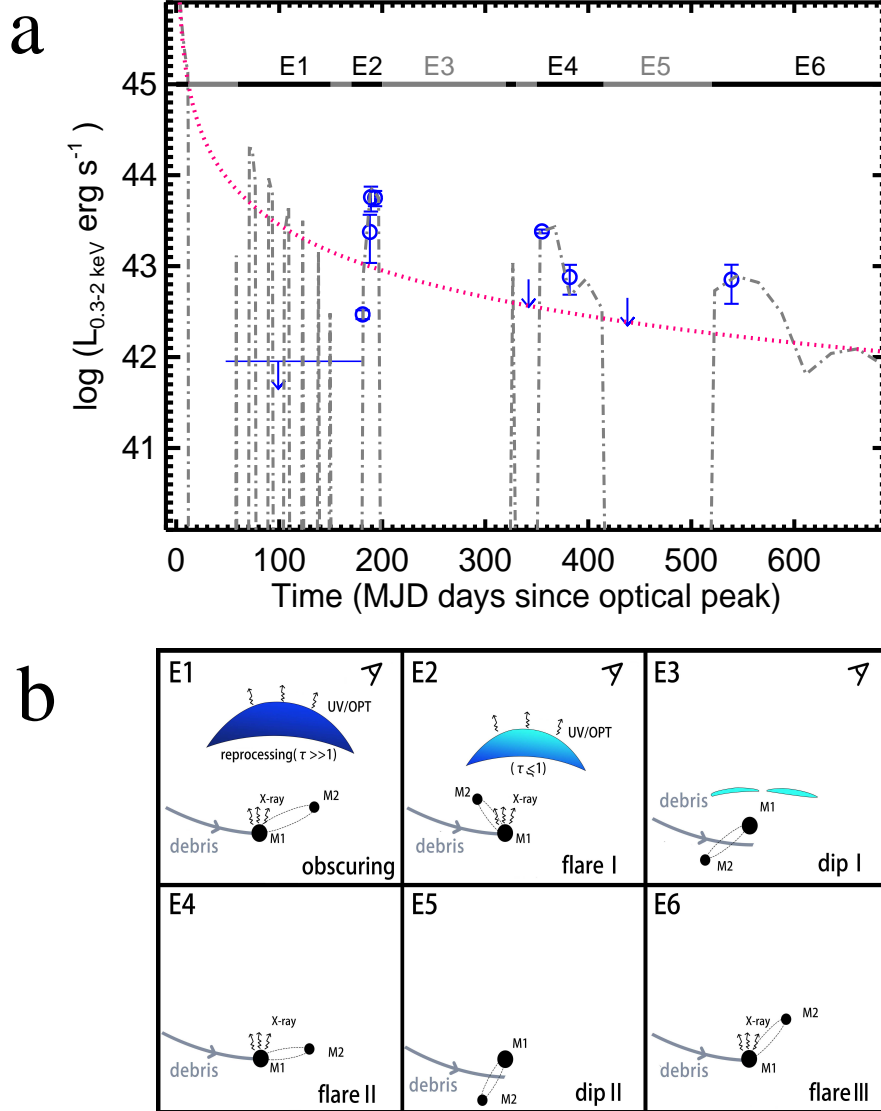 a
E1 E2 E3 E4 E5 E6
45
44
43
42
41
log (L0.3-2 keV erg s-1 )
0 100 200 300 400 500 600
Time (MJD days since optical peak)
b
E1
UV/OPT
reprocessing( τ >>1)
M2
X-ray
M1
debris
obscuring
E2
UV/OPT
(τ ⩽1)
M2
X-ray
M1
debris
flare I
E3
debris
M1
M2
dip I
E4
X-ray
M2
M1
debris
flare II
E5
M1
debris
M2
dip II
E6
M2
X-ray
M1
debris
flare III